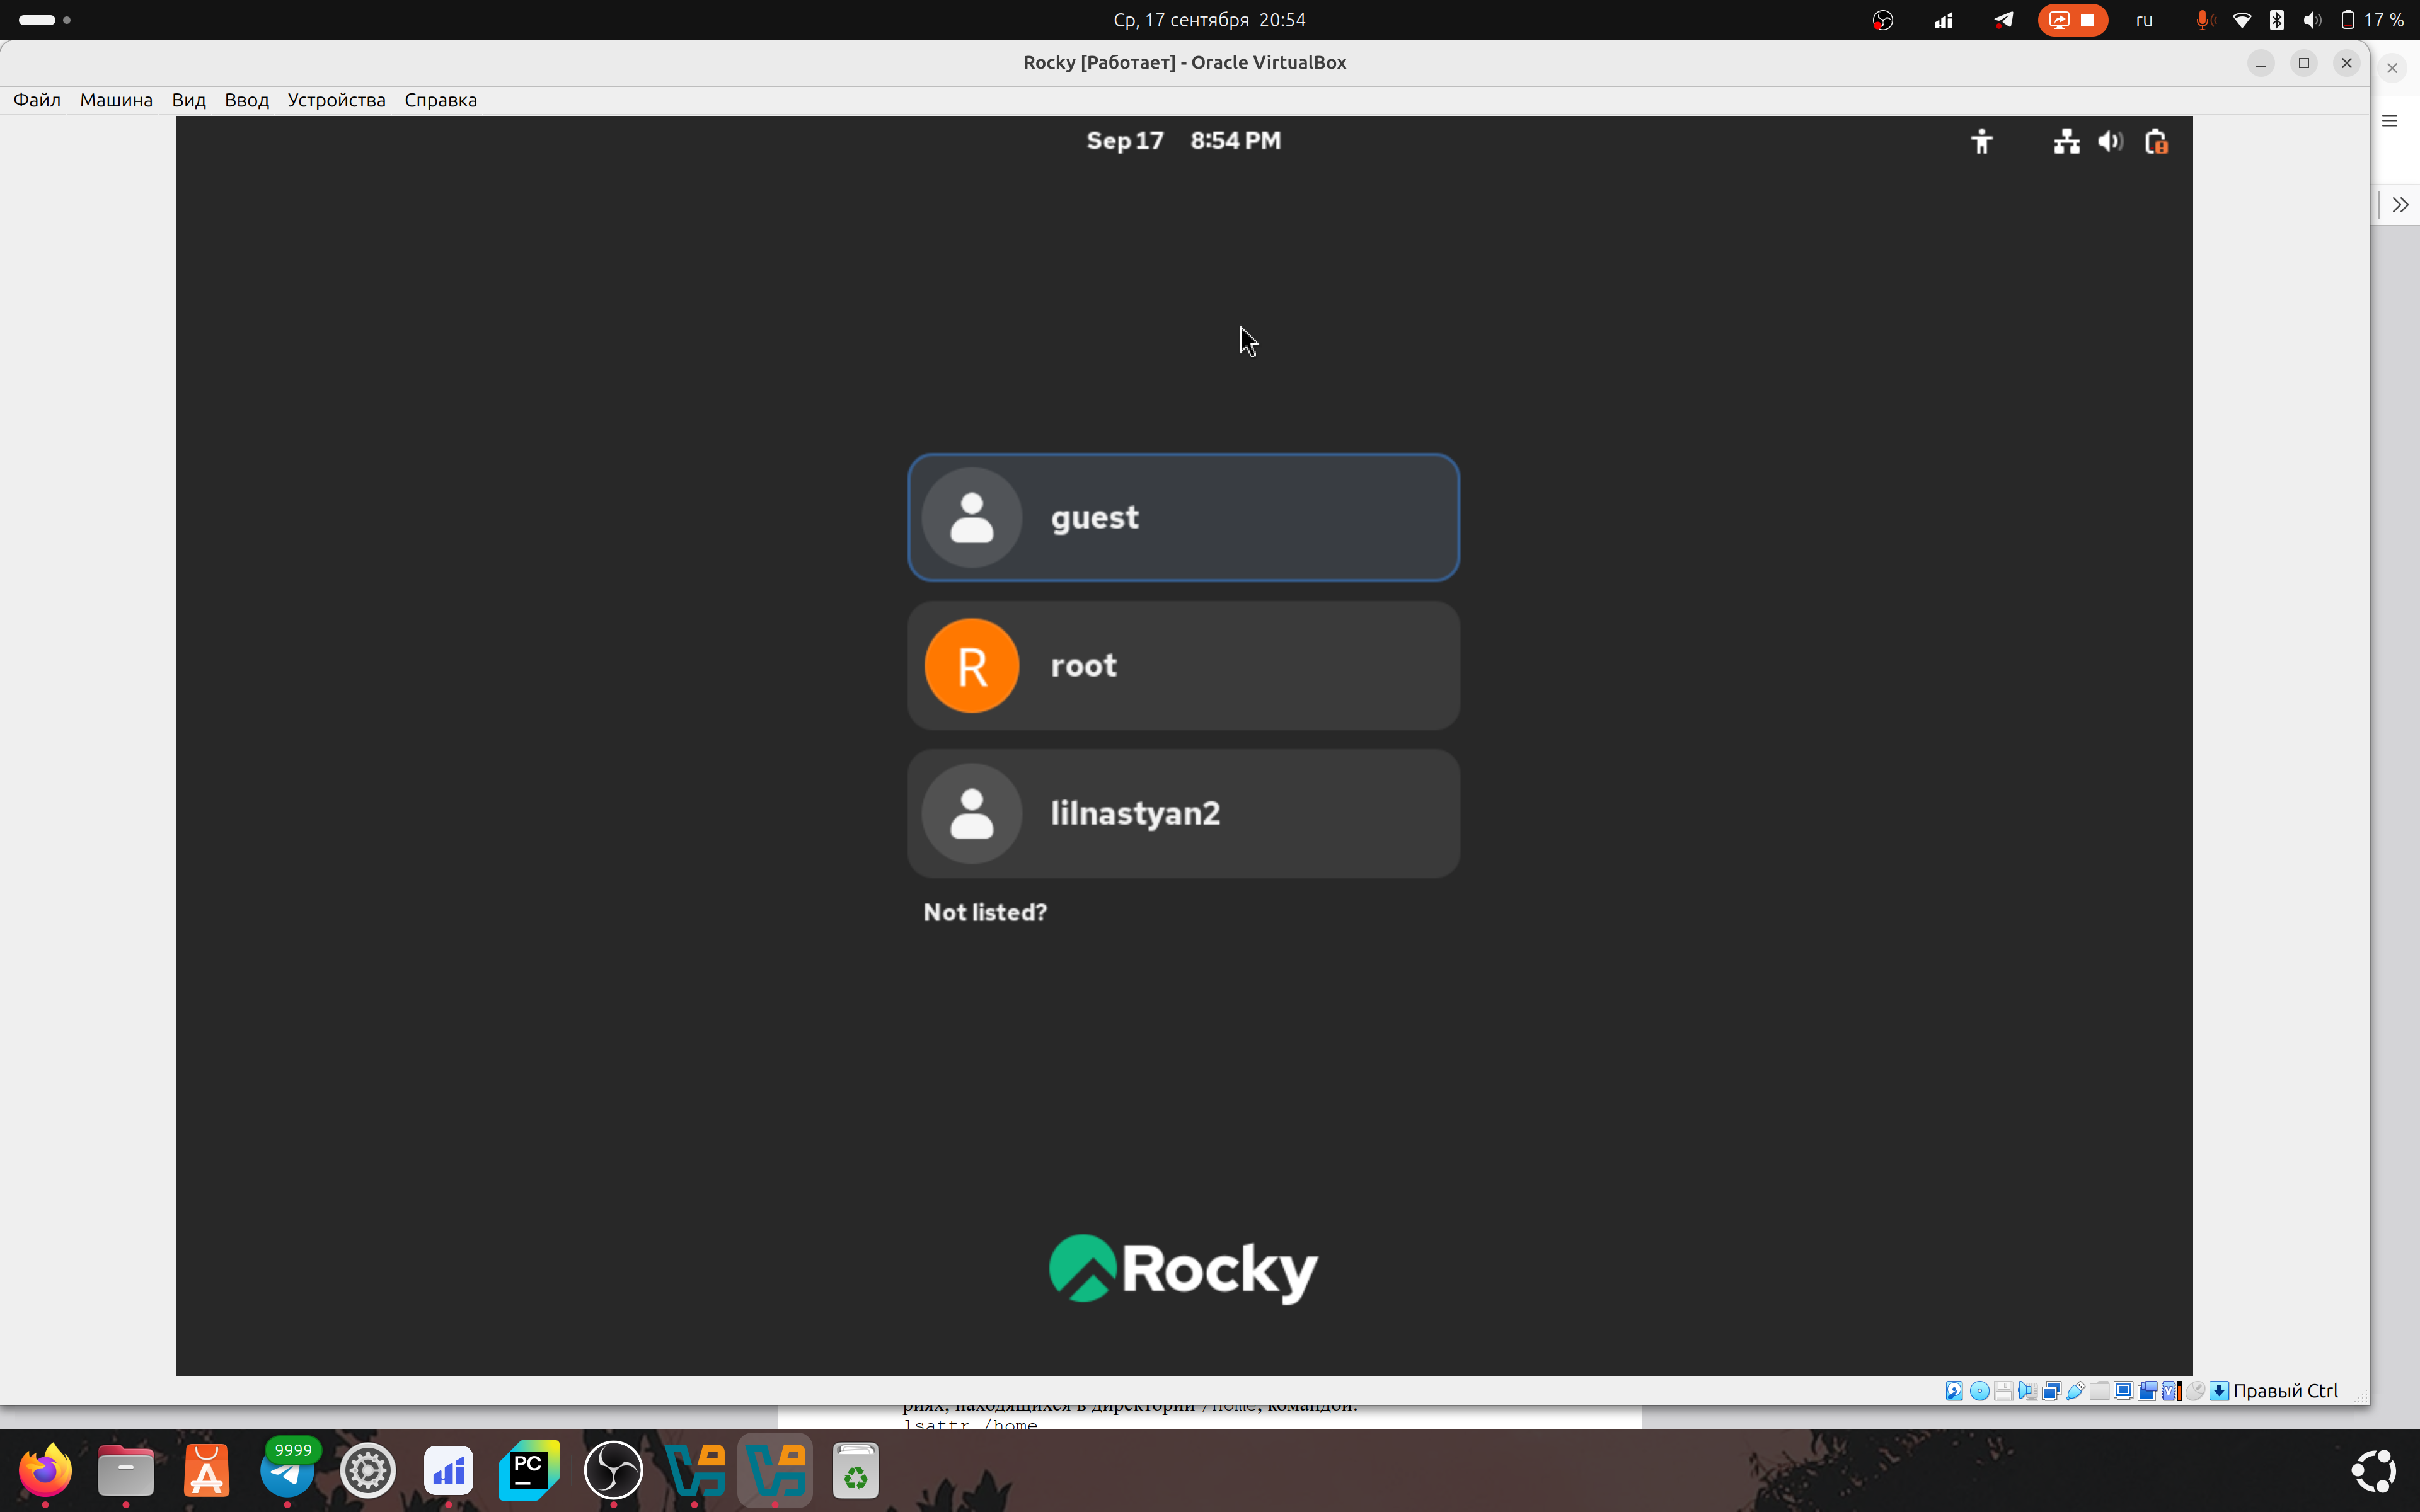 Ср, 17 сентября 20:54
ru
17 %
Rocky [Работает] - Oracle VirtualBox
Файл Машина Вид Ввод Устройства Справка
Sep 17 8:54 PM
guest
R
root
lilnastyan2
Not listed?
Rocky
Правый Ctrl
риях, находящихся в директории /home, командой:
lsattr /home
9999
PC